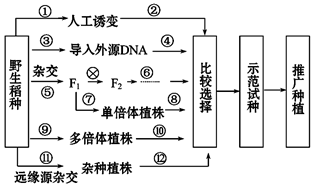 野生稻种
① 人工诱变 ②
③ 导入外源DNA ④
杂交 ⑤ F₁ ⊗ F₂ ⑥ ……
⑦ 单倍体植株 ⑧
⑨ 多倍体植株 ⑩
⑪ 远缘源杂交 杂种植株 ⑫
比较选择
示范试种
推广种植